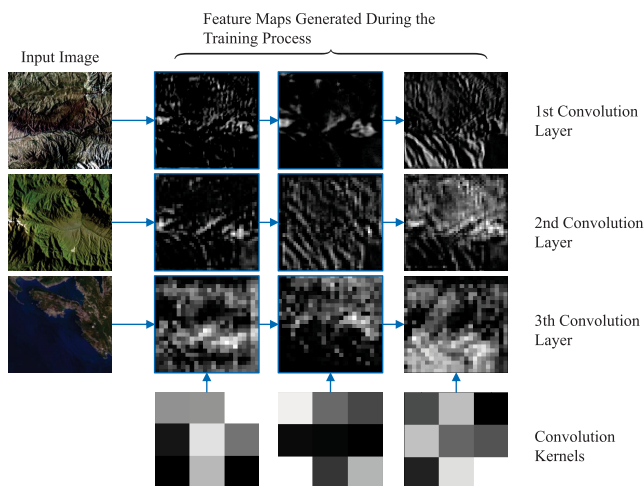 Feature Maps Generated During the
Training Process
Input Image
1st Convolution
Layer
2nd Convolution
Layer
3th Convolution
Layer
Convolution
Kernels